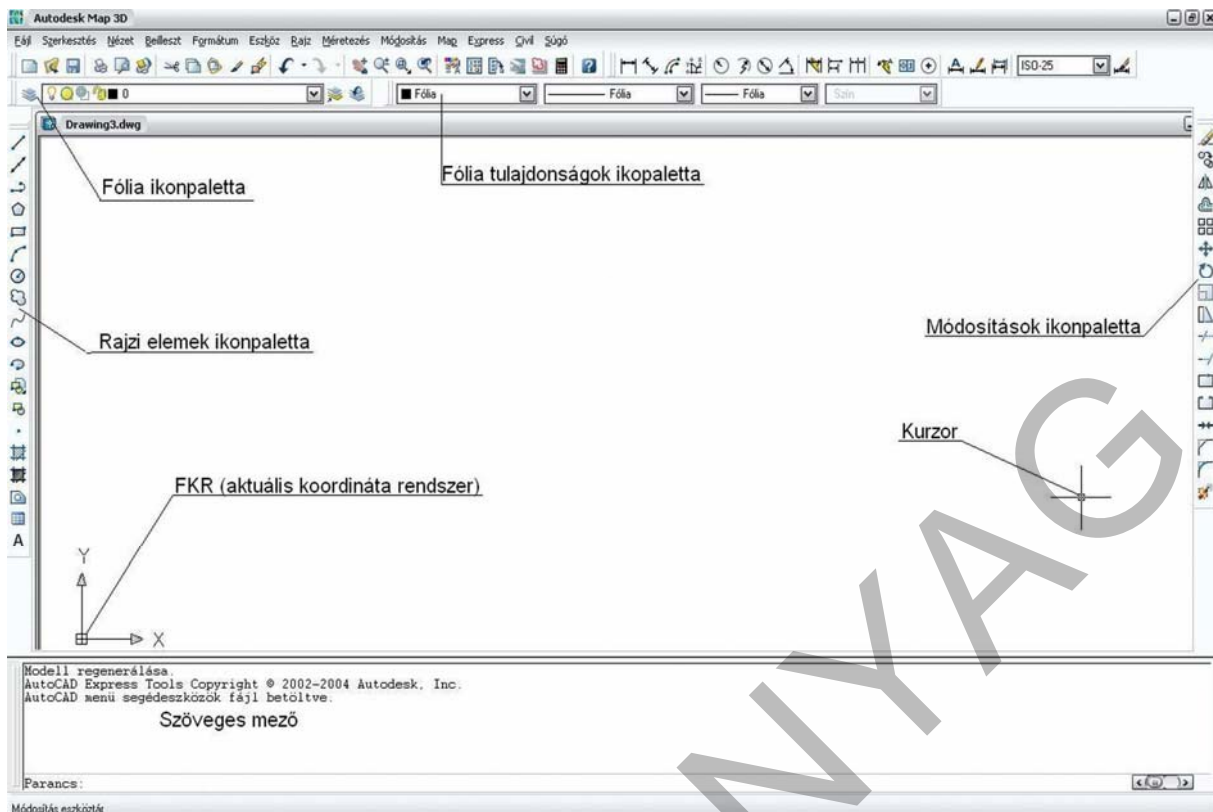 Autodesk Map 3D
Fájl Szerkesztés Nézet Beilleszt Formátum Eszköz Rajz Méretezés Módosítás Map Express Civil Súgó
ISO-25
0 Fólia Fólia Fólia Szín
Drawing3.dwg
Fólia ikonpaletta
Fólia tulajdonságok ikopaletta
Rajzi elemek ikonpaletta
Módosítások ikonpaletta
Kurzor
FKR (aktuális koordináta rendszer)
A
Y
X
Modell regenerálása.
AutoCAD Express Tools Copyright © 2002-2004 Autodesk, Inc.
AutoCAD menü segédeszközök fájl betöltve.
Szöveges mező
Parancs:
Módosítás eszköztár
NYAG